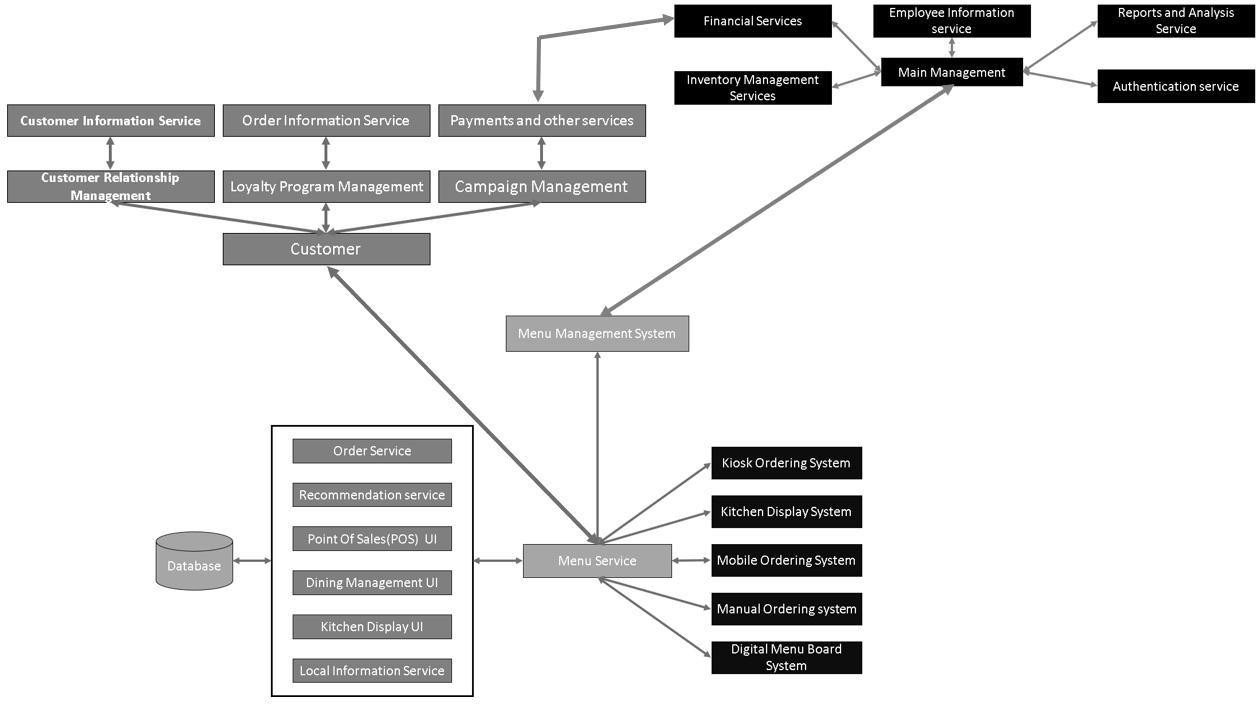 Financial Services
Employee Information
service
Reports and Analysis
Service
Main Management
Inventory Management
Services
Authentication service
Customer Information Service
Order Information Service
Payments and other services
Customer Relationship
Management
Loyalty Program Management
Campaign Management
Customer
Menu Management System
Order Service
Recommendation service
Point Of Sales(POS) UI
Dining Management UI
Kitchen Display UI
Local Information Service
Database
Menu Service
Kiosk Ordering System
Kitchen Display System
Mobile Ordering System
Manual Ordering system
Digital Menu Board
System